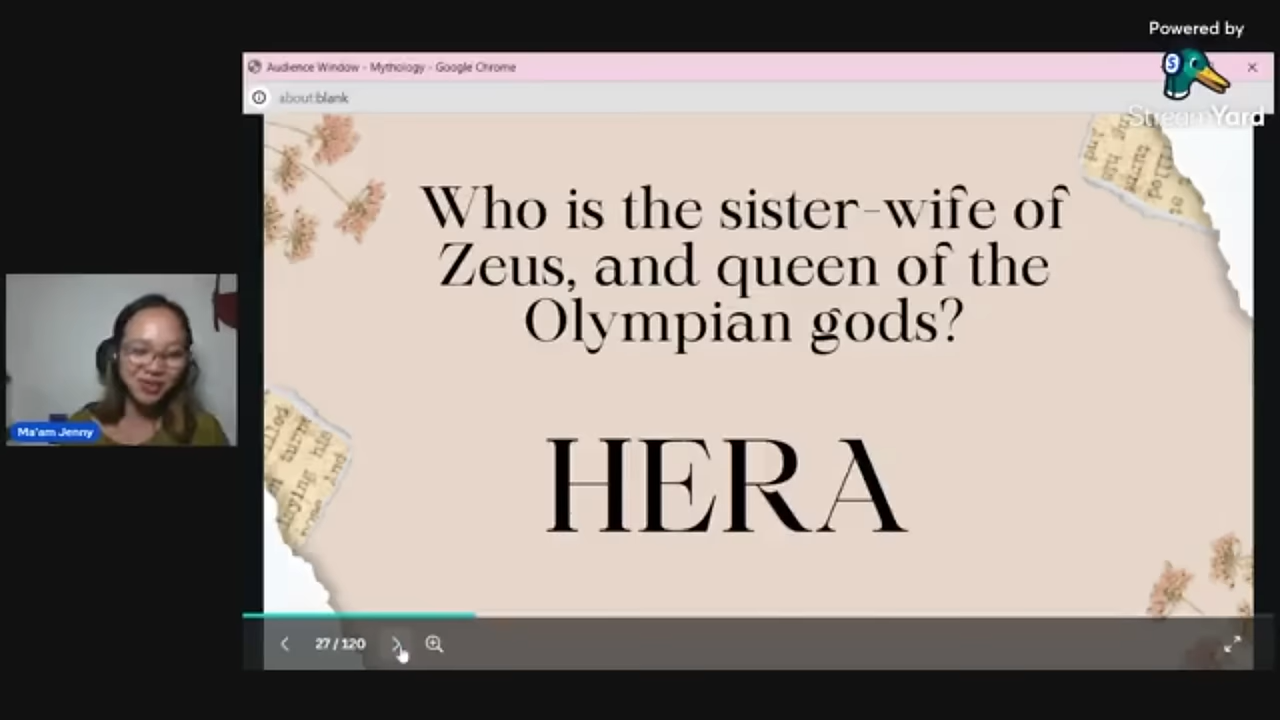 Powered by
StreamYard
Audience Window - Mythology - Google Chrome
about:blank
Who is the sister-wife of
Zeus, and queen of the
Olympian gods?
HERA
Ma'am Jenny
27 / 120